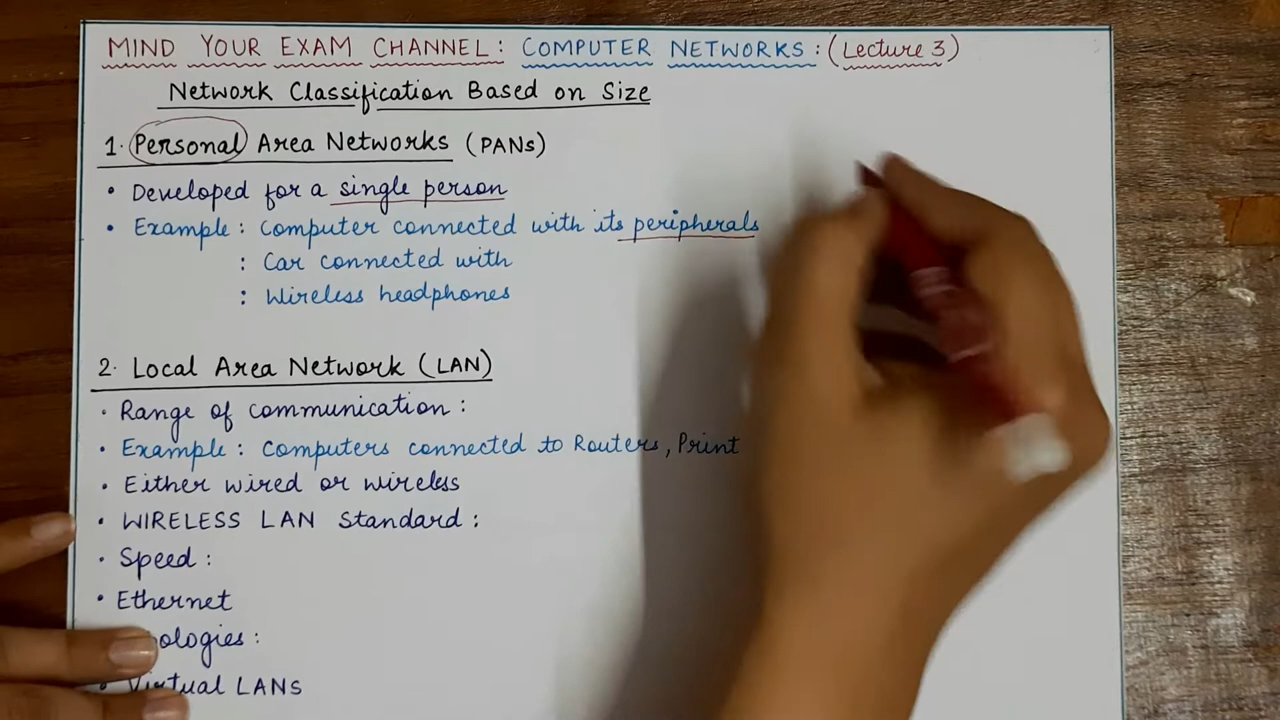 MIND YOUR EXAM CHANNEL: COMPUTER NETWORKS: (Lecture 3)
Network Classification Based on Size
1. Personal Area Networks (PANs)
• Developed for a single person
• Example: Computer connected with its peripherals
: Car connected with
: Wireless headphones
2. Local Area Network (LAN)
• Range of communication:
• Example: Computers connected to Routers, Print
• Either wired or wireless
• WIRELESS LAN Standard:
• Speed:
• Ethernet
ologies:
• Virtual LANs